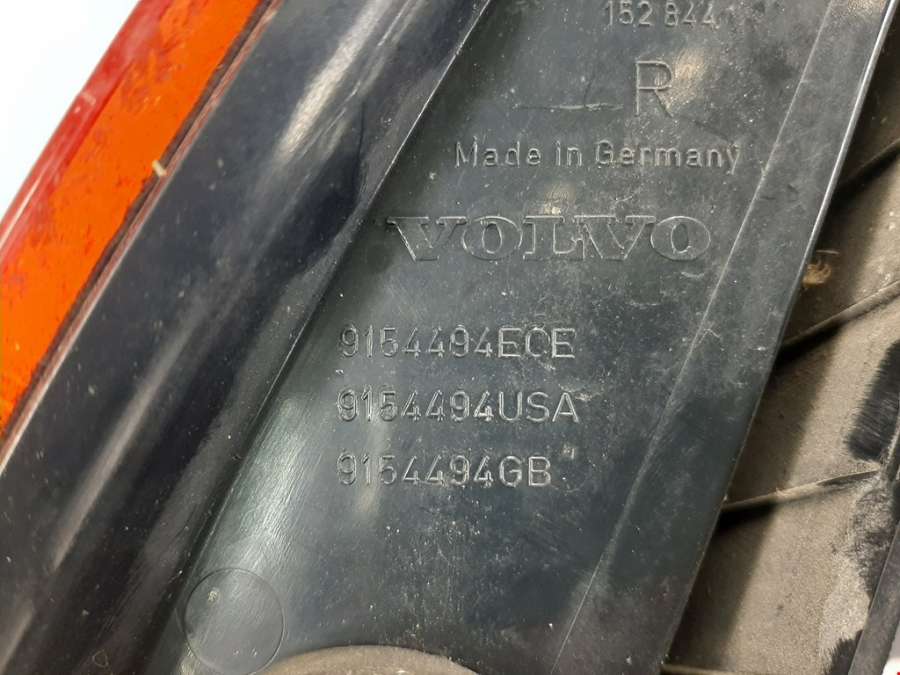 152 844
R
Made in Germany
VOLVO
9154494ECE
9154494USA
9154494GB